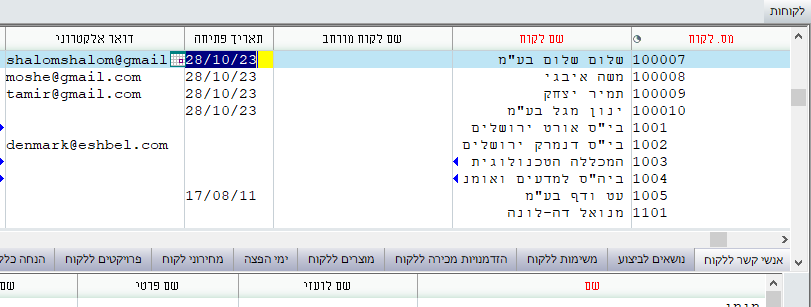 לקוחות
מס. לקוח שם לקוח שם לקוח מורחב תאריך פתיחה דואר אלקטרוני
100007 שלום שלום בע"מ 28/10/23 shalomshalom@gmail
100008 משה איבגי 28/10/23 moshe@gmail.com
100009 תמיר יצחק 28/10/23 tamir@gmail.com
100010 ינון מגל בע"מ 28/10/23
1001 בי"ס אורט ירושלים
1002 בי"ס דנמרק ירושלים denmark@eshbel.com
1003 המכללה הטכנולוגית
1004 ביה"ס למדעים ואומנ
1005 עט ודף בע"מ 17/08/11
1101 מנואל דה-לונה
אנשי קשר ללקוח נושאים לביצוע משימות ללקוח הזדמנויות מכירה ללקוח מוצרים ללקוח ימי הפצה מחירוני לקוח פרויקטים ללקוח הנחה כלל
שם שם לועזי שם פרטי שם